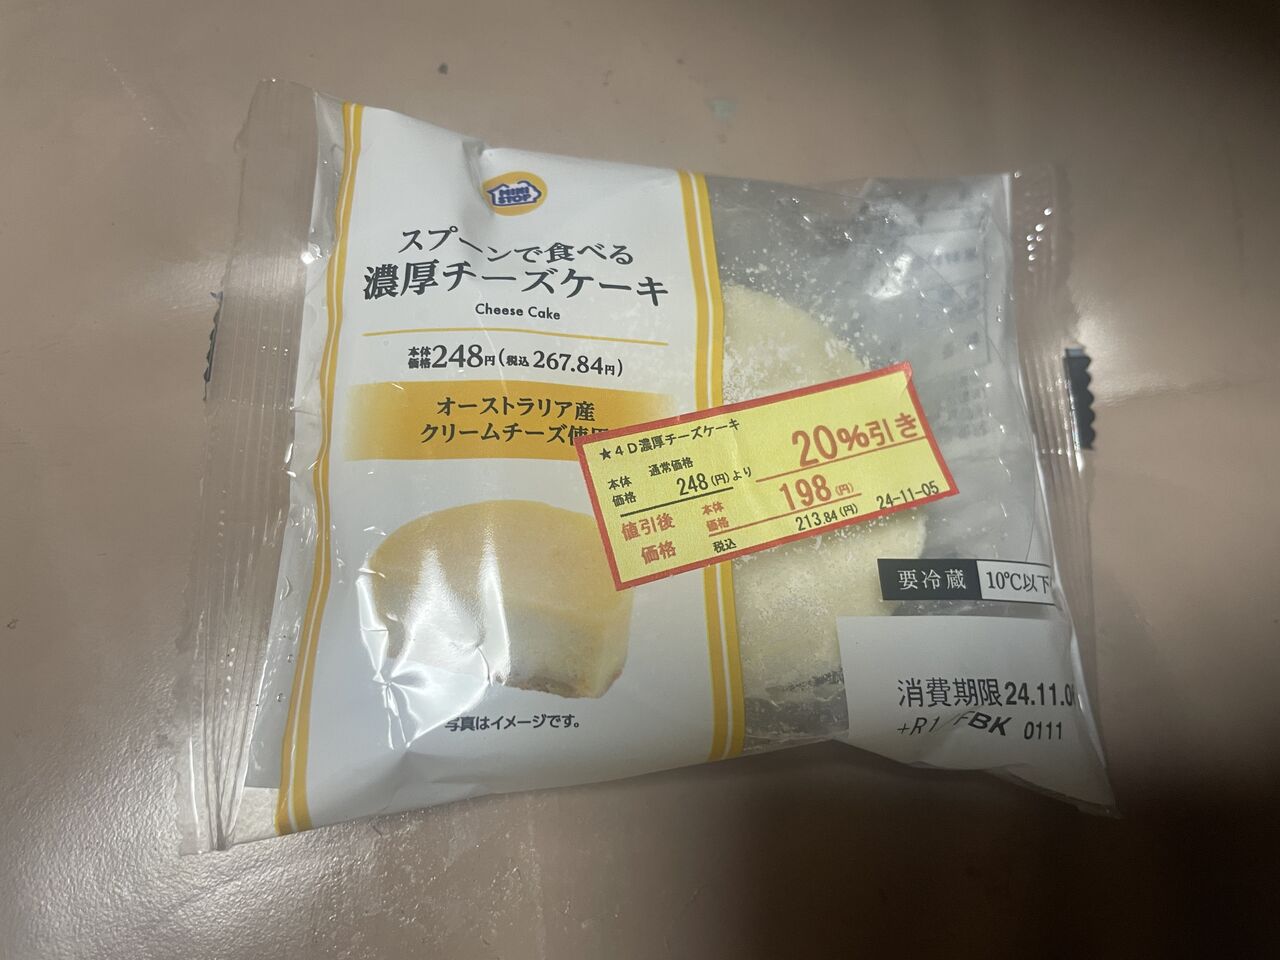 MINI
STOP
スプーンで食べる
濃厚チーズケーキ
Cheese Cake
本体価格248円(税込 267.84円)
オーストラリア産
クリームチーズ使用
写真はイメージです。
★4D濃厚チーズケーキ
20%引き
通常価格
本体価格 248(円)より
値引後価格 本体価格 198(円)
税込 213.84(円)
24-11-05
要冷蔵 10℃以下
消費期限24.11.0
FBK 0111